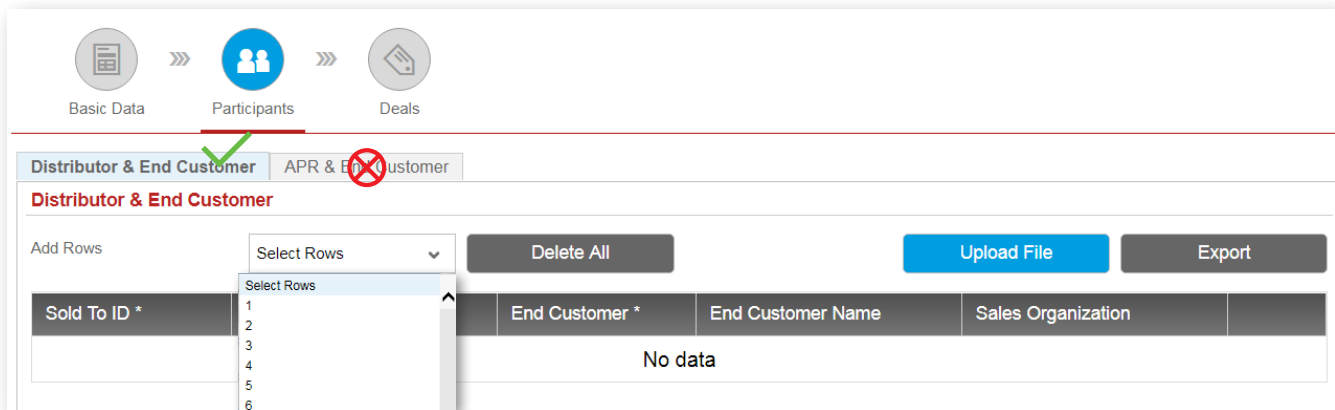 Basic Data
Participants
Deals
Distributor & End Customer
APR & End Customer
Distributor & End Customer
Add Rows
Select Rows
Delete All
Upload File
Export
Select Rows
1
2
3
4
5
6
Sold To ID *
End Customer *
End Customer Name
Sales Organization
No data